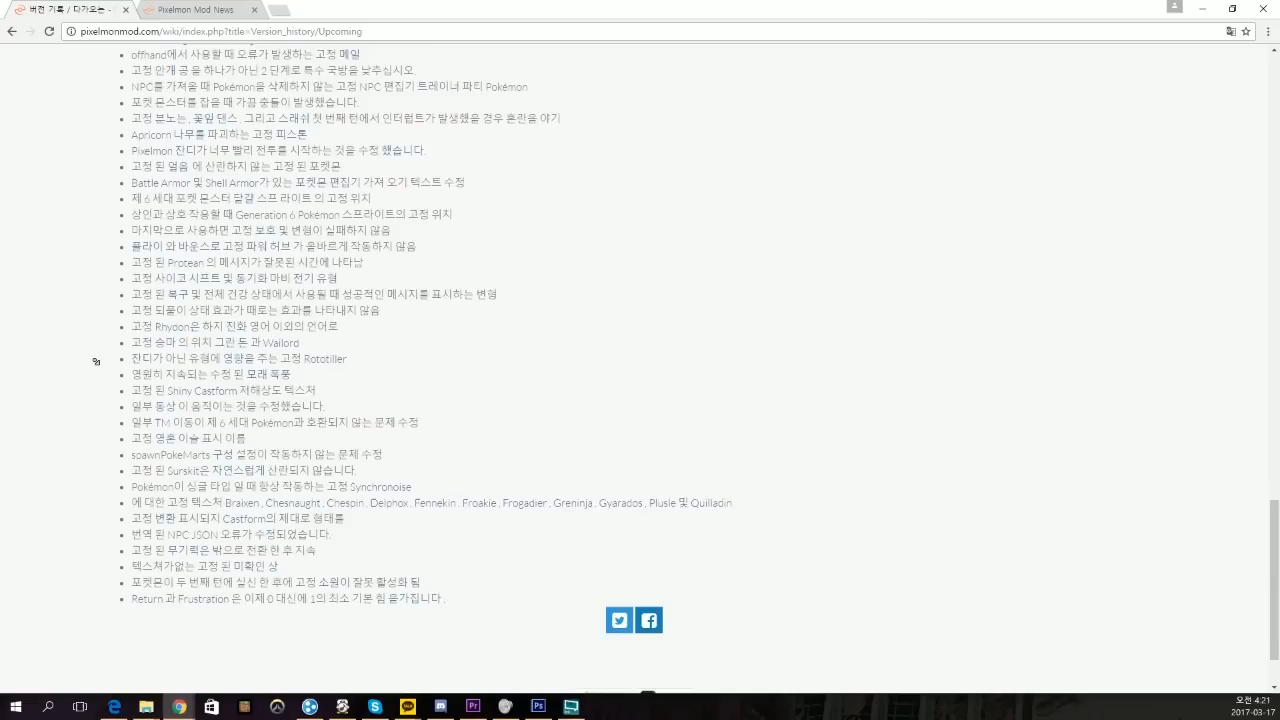 버전 기록 / 다가오는 -
Pixelmon Mod News
pixelmonmod.com/wiki/index.php?title=Version_history/Upcoming
offhand에서 사용할 때 오류가 발생하는 고정 메일
고정 안개 공 을 하나가 아닌 2 단계로 특수 국방을 낮추십시오.
NPC를 가져올 때 Pokémon을 삭제하지 않는 고정 NPC 편집기 트레이너 파티 Pokémon
포켓 몬스터를 잡을 때 가끔 충돌이 발생했습니다.
고정 분노는 , 꽃잎 댄스 , 그리고 스래쉬 첫 번째 턴에서 인터럽트가 발생했을 경우 혼란을 야기
Apricorn 나무를 파괴하는 고정 피스톤
Pixelmon 잔디가 너무 빨리 전투를 시작하는 것을 수정 했습니다.
고정 된 얼음 에 산란하지 않는 고정 된 포켓몬
Battle Armor 및 Shell Armor가 있는 포켓몬 편집기 가져 오기 텍스트 수정
제 6 세대 포켓 몬스터 달걀 스프 라이트 의 고정 위치
상인과 상호 작용할 때 Generation 6 Pokémon 스프라이트의 고정 위치
마지막으로 사용하면 고정 보호 및 변형이 실패하지 않음
플라이 와 바운스로 고정 파워 허브 가 올바르게 작동하지 않음
고정 된 Protean 의 메시지가 잘못된 시간에 나타남
고정 사이코 시프트 및 동기화 마비 전기 유형
고정 된 복구 및 전체 건강 상태에서 사용될 때 성공적인 메시지를 표시하는 변형
고정 되풀이 상태 효과가 때로는 효과를 나타내지 않음
고정 Rhydon은 하지 진화 영어 이외의 언어로
고정 승마 의 위치 그란 돈 과 Wailord
잔디가 아닌 유형에 영향을 주는 고정 Rototiller
영원히 지속되는 수정 된 모래 폭풍
고정 된 Shiny Castform 저해상도 텍스처
일부 동상 이 움직이는 것을 수정했습니다.
일부 TM 이동이 제 6 세대 Pokémon과 호환되지 않는 문제 수정
고정 영혼 이슬 표시 이름
spawnPokeMarts 구성 설정이 작동하지 않는 문제 수정
고정 된 Surskit은 자연스럽게 산란되지 않습니다.
Pokémon이 싱글 타입 일 때 항상 작동하는 고정 Synchronoise
에 대한 고정 텍스처 Braixen , Chesnaught , Chespin , Delphox , Fennekin , Froakie , Frogadier , Greninja , Gyarados , Plusle 및 Quilladin
고정 변환 표시되지 Castform의 제대로 형태를
번역 된 NPC JSON 오류가 수정되었습니다.
고정 된 무기력은 밖으로 전환 한 후 지속
텍스쳐가없는 고정 된 미확인 상
포켓몬이 두 번째 턴에 실신 한 후에 고정 소원이 잘못 활성화 됨
Return 과 Frustration 은 이제 0 대신에 1의 최소 기본 힘 을가집니다 .
오전 4:21
2017-03-17